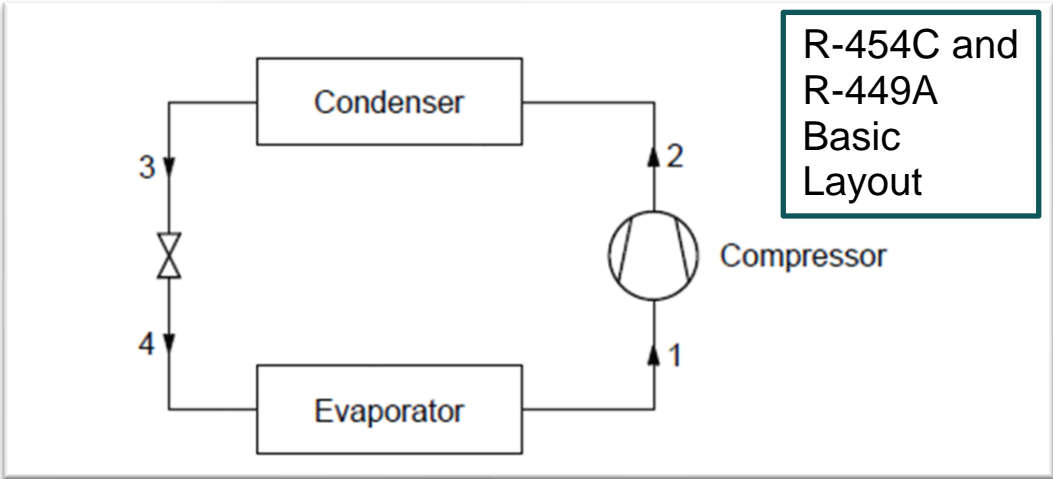 R-454C and
R-449A
Basic
Layout
Condenser
3
2
Compressor
4
1
Evaporator